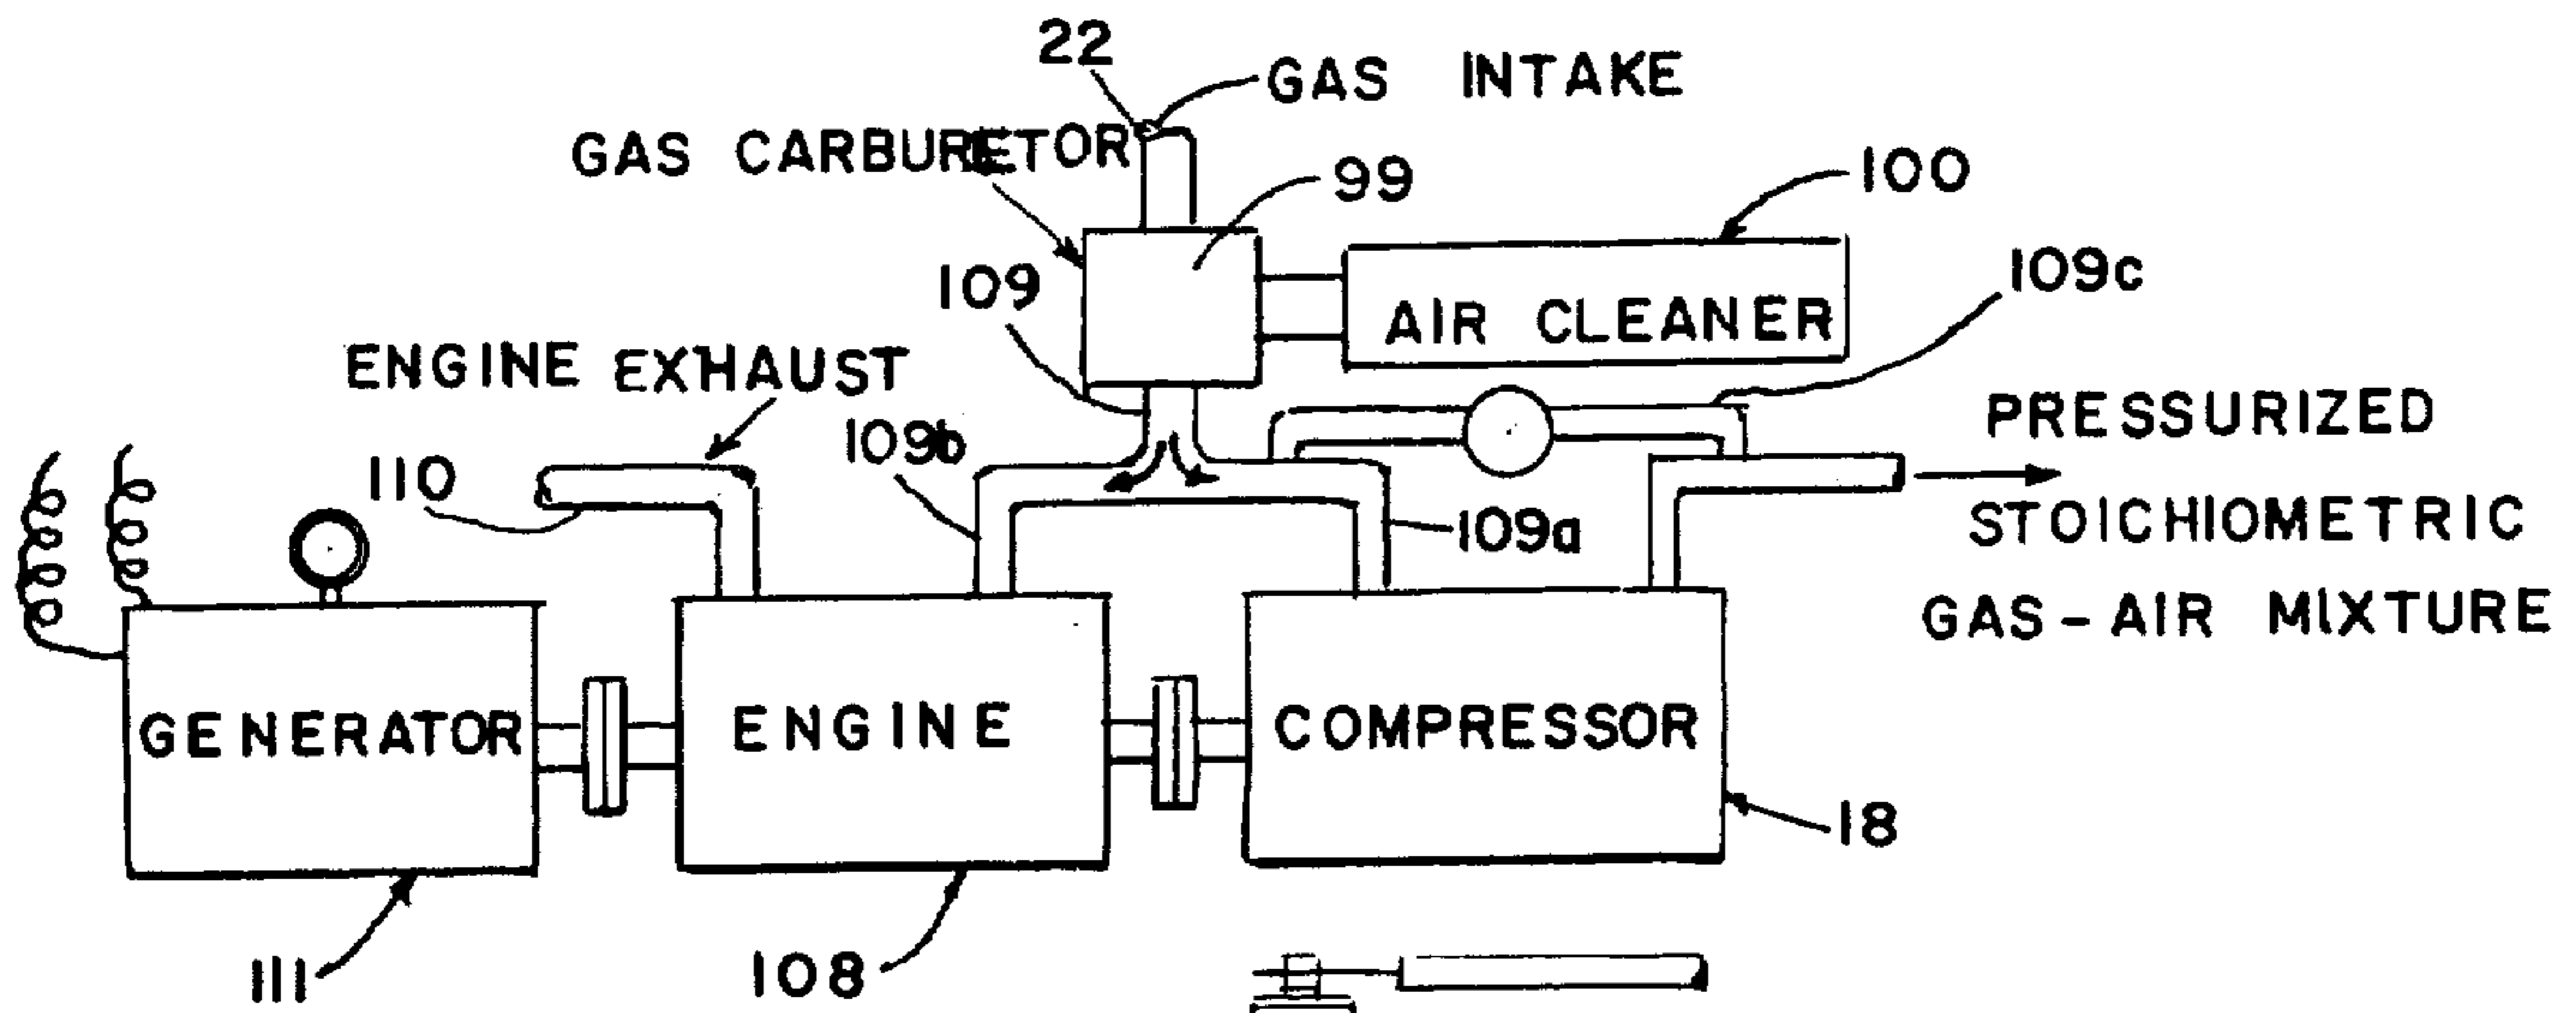 22
GAS INTAKE
GAS CARBURETOR
99
100
109
109c
AIR CLEANER
ENGINE EXHAUST
109b
PRESSURIZED
110
109a
STOICHIOMETRIC
GAS-AIR MIXTURE
GENERATOR
ENGINE
COMPRESSOR
18
111
108